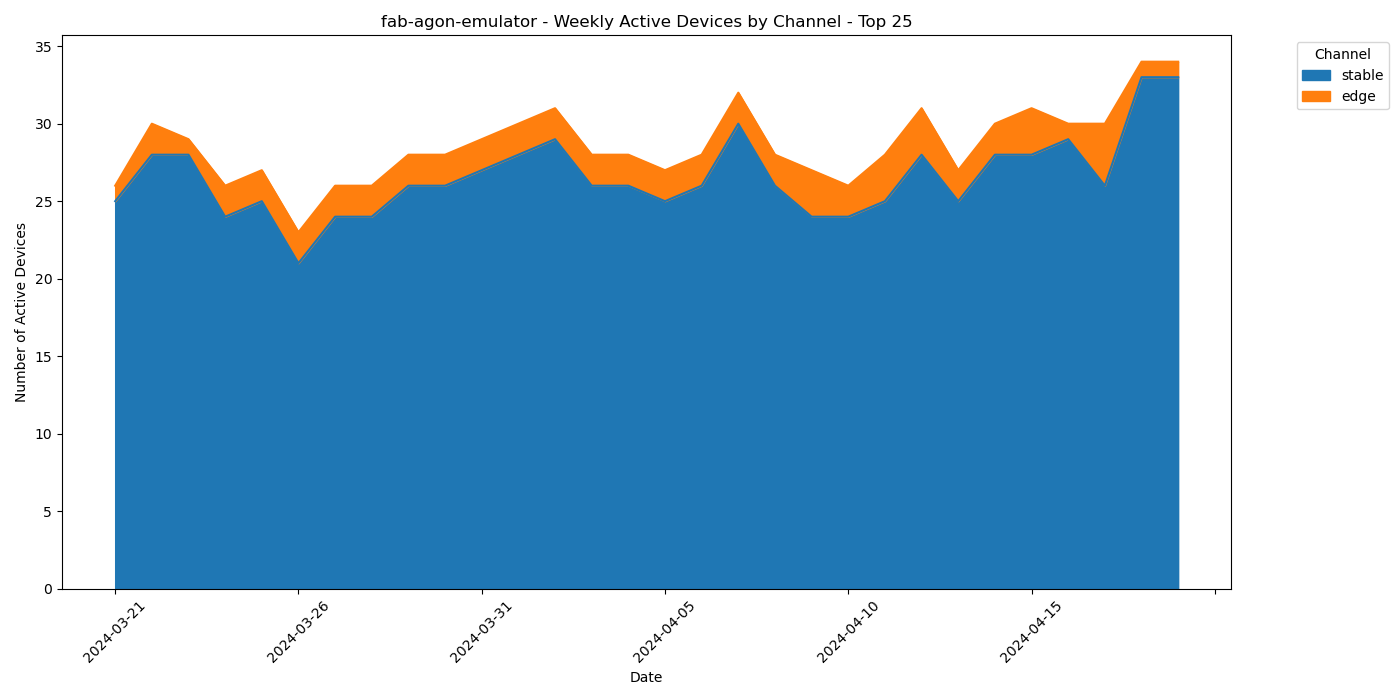 fab-agon-emulator - Weekly Active Devices by Channel - Top 25
Channel
stable
edge
Number of Active Devices
35
30
25
20
15
10
5
0
2024-03-21
2024-03-26
2024-03-31
2024-04-05
2024-04-10
2024-04-15
Date